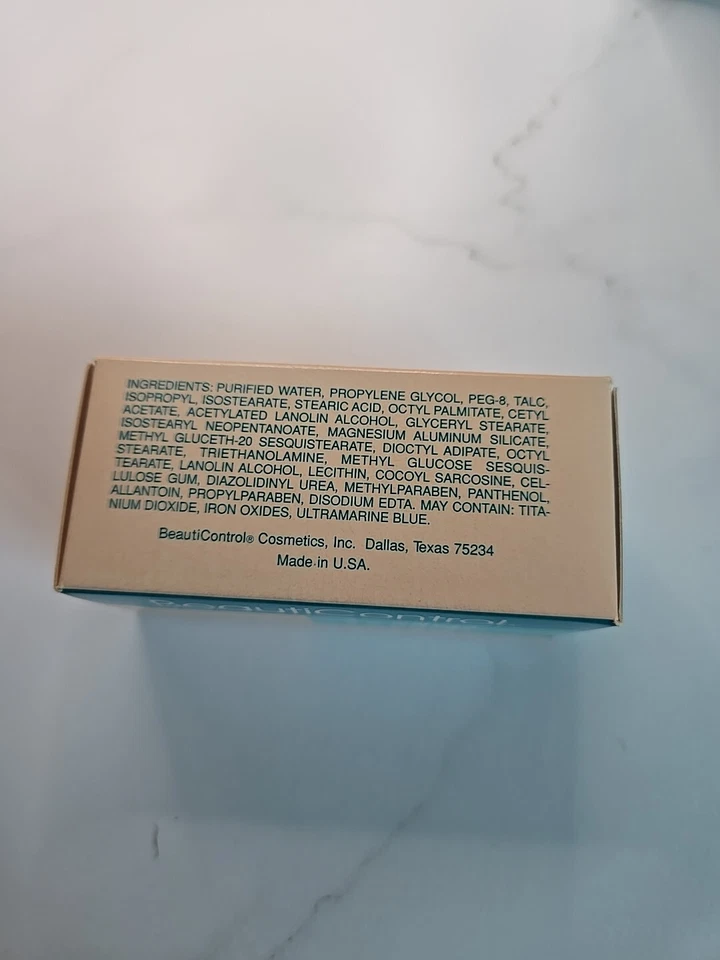 INGREDIENTS: PURIFIED WATER, PROPYLENE GLYCOL, PEG-8, TALC,
ISOPROPYL, ISOSTEARATE, STEARIC ACID, OCTYL PALMITATE, CETYL
ACETATE, ACETYLATED LANOLIN ALCOHOL, GLYCERYL STEARATE,
ISOSTEARYL NEOPENTANOATE, MAGNESIUM ALUMINUM SILICATE,
METHYL GLUCETH-20 SESQUISTEARATE, DIOCTYL ADIPATE, OCTYL
STEARATE, TRIETHANOLAMINE, METHYL GLUCOSE SESQUIS-
TEARATE, LANOLIN ALCOHOL, LECITHIN, COCOYL SARCOSINE, CEL-
LULOSE GUM, DIAZOLIDINYL UREA, METHYLPARABEN, PANTHENOL,
ALLANTOIN, PROPYLPARABEN, DISODIUM EDTA. MAY CONTAIN: TITA-
NIUM DIOXIDE, IRON OXIDES, ULTRAMARINE BLUE.
BeautiControl® Cosmetics, Inc. Dallas, Texas 75234
Made in U.S.A.
BeautiControl